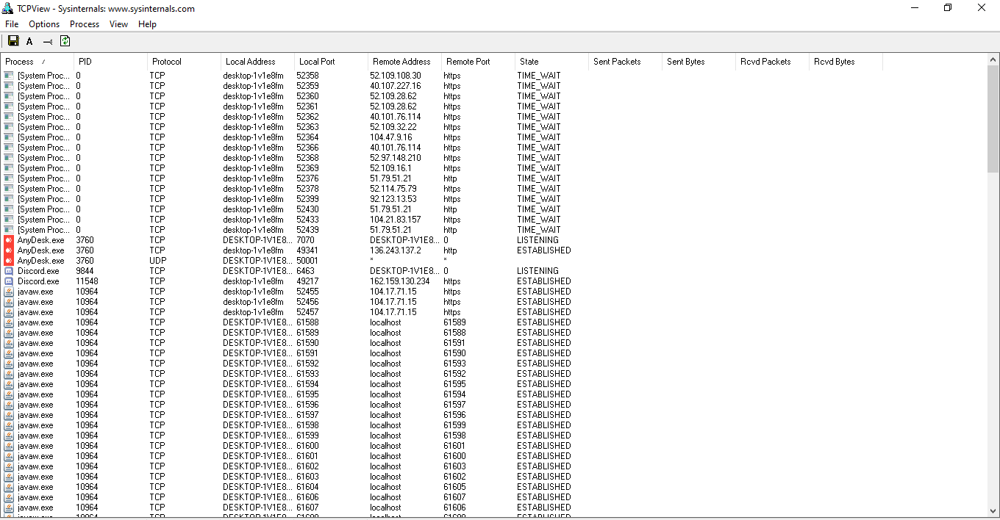 TCPView - Sysinternals: www.sysinternals.com
File Options Process View Help
A
Process / PID Protocol Local Address Local Port Remote Address Remote Port State Sent Packets Sent Bytes Rcvd Packets Rcvd Bytes
[System Proc... 0 TCP desktop-1v1e8fm 52358 52.109.108.30 https TIME_WAIT
[System Proc... 0 TCP desktop-1v1e8fm 52359 40.107.227.16 https TIME_WAIT
[System Proc... 0 TCP desktop-1v1e8fm 52360 52.109.28.62 https TIME_WAIT
[System Proc... 0 TCP desktop-1v1e8fm 52361 52.109.28.62 https TIME_WAIT
[System Proc... 0 TCP desktop-1v1e8fm 52362 40.101.76.114 https TIME_WAIT
[System Proc... 0 TCP desktop-1v1e8fm 52363 52.109.32.22 https TIME_WAIT
[System Proc... 0 TCP desktop-1v1e8fm 52364 104.47.9.16 https TIME_WAIT
[System Proc... 0 TCP desktop-1v1e8fm 52366 40.101.76.114 https TIME_WAIT
[System Proc... 0 TCP desktop-1v1e8fm 52368 52.97.148.210 https TIME_WAIT
[System Proc... 0 TCP desktop-1v1e8fm 52369 52.109.16.1 https TIME_WAIT
[System Proc... 0 TCP desktop-1v1e8fm 52376 51.79.51.21 http TIME_WAIT
[System Proc... 0 TCP desktop-1v1e8fm 52378 52.114.75.79 https TIME_WAIT
[System Proc... 0 TCP desktop-1v1e8fm 52399 92.123.13.53 https TIME_WAIT
[System Proc... 0 TCP desktop-1v1e8fm 52430 51.79.51.21 http TIME_WAIT
[System Proc... 0 TCP desktop-1v1e8fm 52433 104.21.83.157 https TIME_WAIT
[System Proc... 0 TCP desktop-1v1e8fm 52439 51.79.51.21 http TIME_WAIT
AnyDesk.exe 3760 TCP DESKTOP-1V1E8... 7070 DESKTOP-1V1E8... 0 LISTENING
AnyDesk.exe 3760 TCP desktop-1v1e8fm 49341 136.243.137.2 http ESTABLISHED
AnyDesk.exe 3760 UDP DESKTOP-1V1E8... 50001 * *
Discord.exe 9844 TCP DESKTOP-1V1E8... 6463 DESKTOP-1V1E8... 0 LISTENING
Discord.exe 11548 TCP desktop-1v1e8fm 49217 162.159.130.234 https ESTABLISHED
javaw.exe 10964 TCP desktop-1v1e8fm 52455 104.17.71.15 https ESTABLISHED
javaw.exe 10964 TCP desktop-1v1e8fm 52456 104.17.71.15 https ESTABLISHED
javaw.exe 10964 TCP desktop-1v1e8fm 52457 104.17.71.15 https ESTABLISHED
javaw.exe 10964 TCP DESKTOP-1V1E8... 61588 localhost 61589 ESTABLISHED
javaw.exe 10964 TCP DESKTOP-1V1E8... 61589 localhost 61588 ESTABLISHED
javaw.exe 10964 TCP DESKTOP-1V1E8... 61590 localhost 61591 ESTABLISHED
javaw.exe 10964 TCP DESKTOP-1V1E8... 61591 localhost 61590 ESTABLISHED
javaw.exe 10964 TCP DESKTOP-1V1E8... 61592 localhost 61593 ESTABLISHED
javaw.exe 10964 TCP DESKTOP-1V1E8... 61593 localhost 61592 ESTABLISHED
javaw.exe 10964 TCP DESKTOP-1V1E8... 61594 localhost 61595 ESTABLISHED
javaw.exe 10964 TCP DESKTOP-1V1E8... 61595 localhost 61594 ESTABLISHED
javaw.exe 10964 TCP DESKTOP-1V1E8... 61596 localhost 61597 ESTABLISHED
javaw.exe 10964 TCP DESKTOP-1V1E8... 61597 localhost 61596 ESTABLISHED
javaw.exe 10964 TCP DESKTOP-1V1E8... 61598 localhost 61599 ESTABLISHED
javaw.exe 10964 TCP DESKTOP-1V1E8... 61599 localhost 61598 ESTABLISHED
javaw.exe 10964 TCP DESKTOP-1V1E8... 61600 localhost 61601 ESTABLISHED
javaw.exe 10964 TCP DESKTOP-1V1E8... 61601 localhost 61600 ESTABLISHED
javaw.exe 10964 TCP DESKTOP-1V1E8... 61602 localhost 61603 ESTABLISHED
javaw.exe 10964 TCP DESKTOP-1V1E8... 61603 localhost 61602 ESTABLISHED
javaw.exe 10964 TCP DESKTOP-1V1E8... 61604 localhost 61605 ESTABLISHED
javaw.exe 10964 TCP DESKTOP-1V1E8... 61606 localhost 61607 ESTABLISHED
javaw.exe 10964 TCP DESKTOP-1V1E8... 61607 localhost 61606 ESTABLISHED